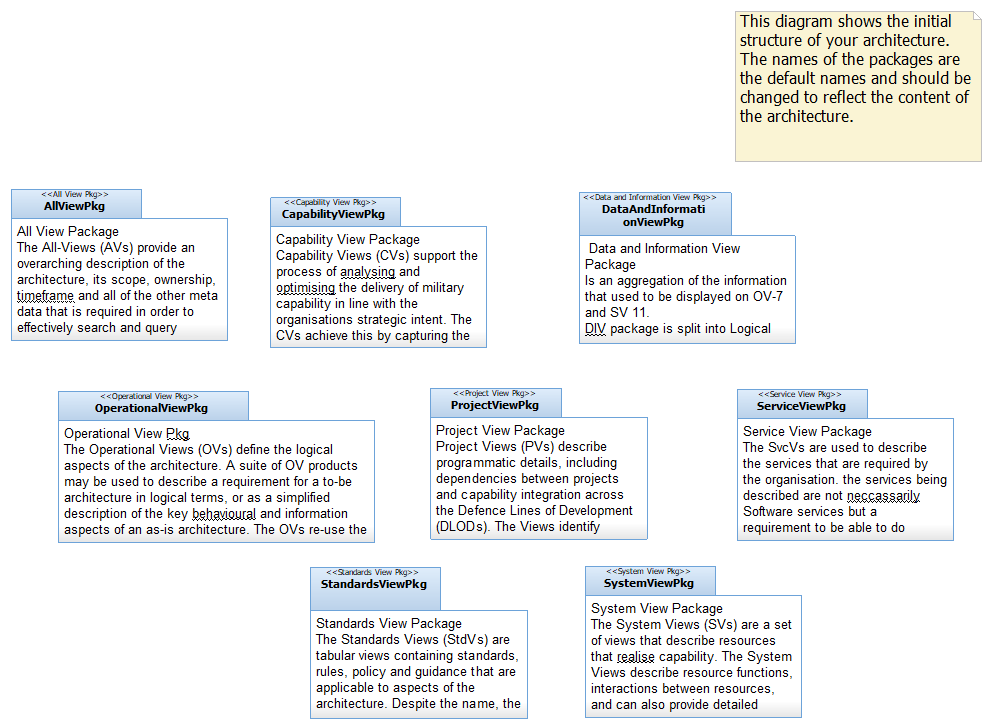 This diagram shows the initial
structure of your architecture.
The names of the packages are
the default names and should be
changed to reflect the content of
the architecture.
<<All View Pkg>>
AllViewPkg
All View Package
The All-Views (AVs) provide an
overarching description of the
architecture, its scope, ownership,
timeframe and all of the other meta
data that is required in order to
effectively search and query
<<Capability View Pkg>>
CapabilityViewPkg
Capability View Package
Capability Views (CVs) support the
process of analysing and
optimising the delivery of military
capability in line with the
organisations strategic intent. The
CVs achieve this by capturing the
<<Data and Information View Pkg>>
DataAndInformati
onViewPkg
Data and Information View
Package
Is an aggregation of the information
that used to be displayed on OV-7
and SV 11.
DIV package is split into Logical
<<Operational View Pkg>>
OperationalViewPkg
Operational View Pkg
The Operational Views (OVs) define the logical
aspects of the architecture. A suite of OV products
may be used to describe a requirement for a to-be
architecture in logical terms, or as a simplified
description of the key behavioural and information
aspects of an as-is architecture. The OVs re-use the
<<Project View Pkg>>
ProjectViewPkg
Project View Package
Project Views (PVs) describe
programmatic details, including
dependencies between projects
and capability integration across
the Defence Lines of Development
(DLODs). The Views identify
<<Service View Pkg>>
ServiceViewPkg
Service View Package
The SvcVs are used to describe
the services that are required by
the organisation. the services being
described are not neccassarily
Software services but a
requirement to be able to do
<<Standards View Pkg>>
StandardsViewPkg
Standards View Package
The Standards Views (StdVs) are
tabular views containing standards,
rules, policy and guidance that are
applicable to aspects of the
architecture. Despite the name, the
<<System View Pkg>>
SystemViewPkg
System View Package
The System Views (SVs) are a set
of views that describe resources
that realise capability. The System
Views describe resource functions,
interactions between resources,
and can also provide detailed